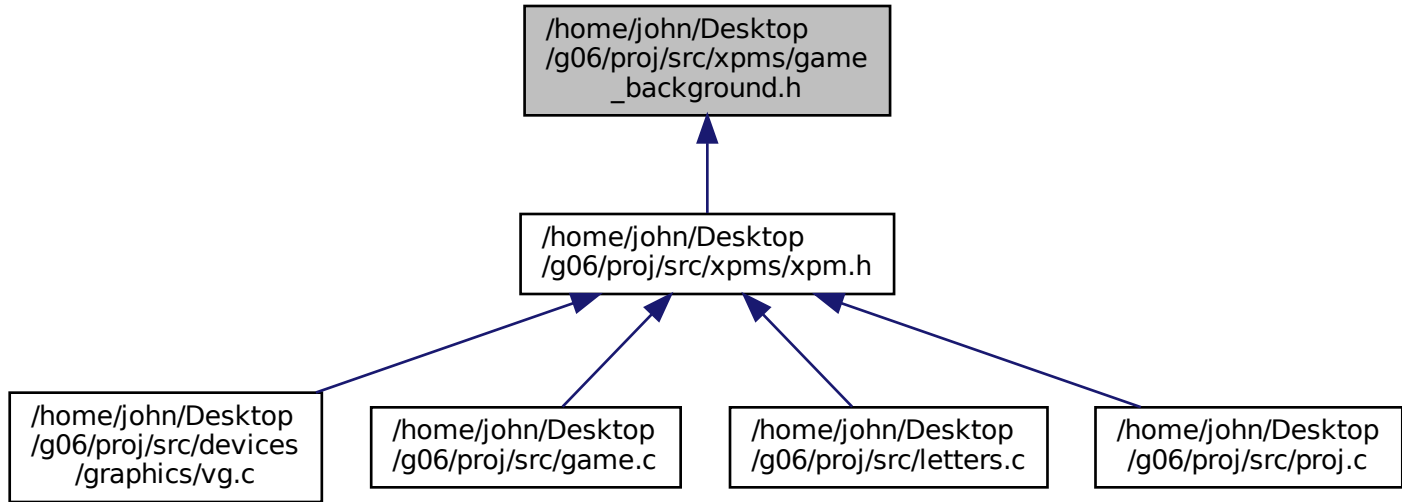 /home/john/Desktop
/g06/proj/src/xpms/game
_background.h
/home/john/Desktop
/g06/proj/src/xpms/xpm.h
/home/john/Desktop
/g06/proj/src/devices
/graphics/vg.c
/home/john/Desktop
/g06/proj/src/game.c
/home/john/Desktop
/g06/proj/src/letters.c
/home/john/Desktop
/g06/proj/src/proj.c